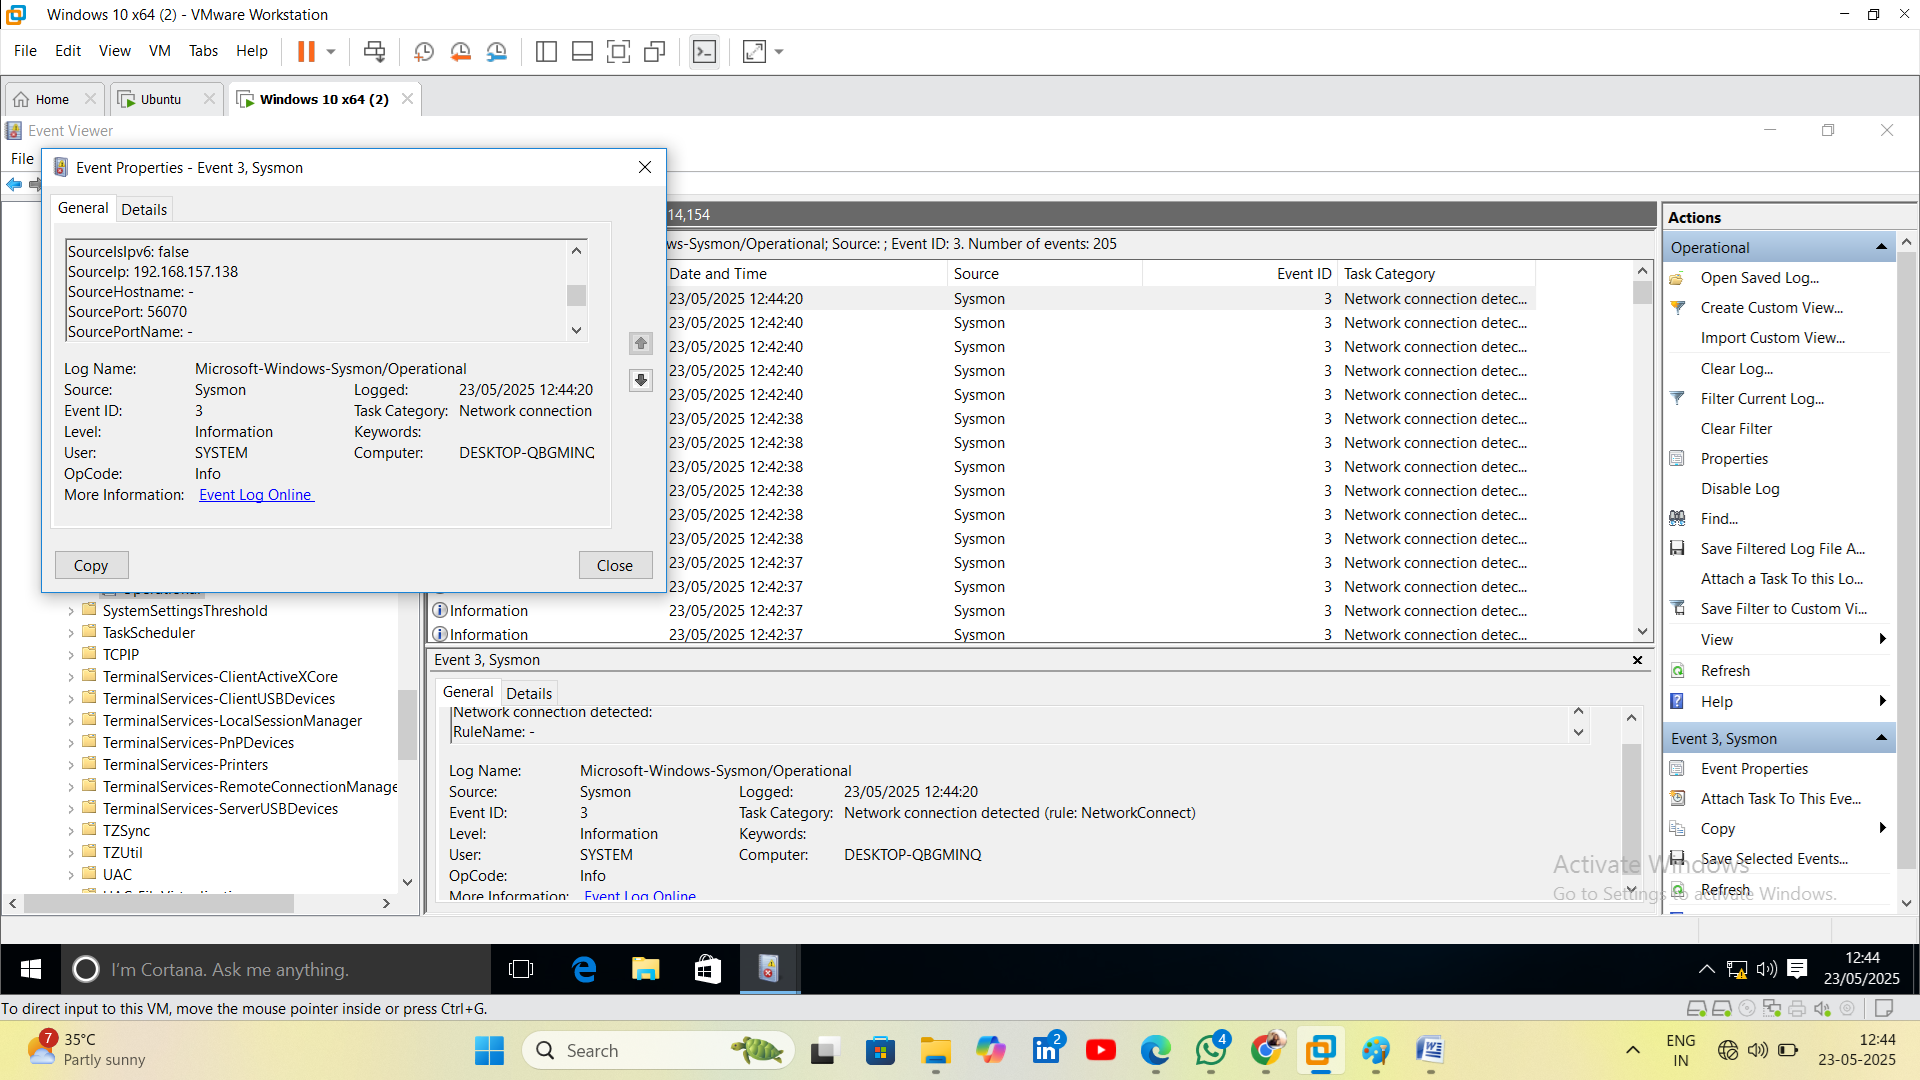 Windows 10 x64 (2) - VMware Workstation
File Edit View VM Tabs Help
Home Ubuntu Windows 10 x64 (2)
Event Viewer
File
Event Properties - Event 3, Sysmon
General Details
SourceIsIpv6: false
SourceIp: 192.168.157.138
SourceHostname: -
SourcePort: 56070
SourcePortName: -
Log Name: Microsoft-Windows-Sysmon/Operational
Source: Sysmon Logged: 23/05/2025 12:44:20
Event ID: 3 Task Category: Network connection
Level: Information Keywords:
User: SYSTEM Computer: DESKTOP-QBGMINQ
OpCode: Info
More Information: Event Log Online
Copy Close
SystemSettingsThreshold
TaskScheduler
TCPIP
TerminalServices-ClientActiveXCore
TerminalServices-ClientUSBDevices
TerminalServices-LocalSessionManager
TerminalServices-PnPDevices
TerminalServices-Printers
TerminalServices-RemoteConnectionManage
TerminalServices-ServerUSBDevices
TZSync
TZUtil
UAC
14,154
ws-Sysmon/Operational; Source: ; Event ID: 3. Number of events: 205
Date and Time Source Event ID Task Category
23/05/2025 12:44:20 Sysmon 3 Network connection detec...
23/05/2025 12:42:40 Sysmon 3 Network connection detec...
23/05/2025 12:42:40 Sysmon 3 Network connection detec...
23/05/2025 12:42:40 Sysmon 3 Network connection detec...
23/05/2025 12:42:40 Sysmon 3 Network connection detec...
23/05/2025 12:42:38 Sysmon 3 Network connection detec...
23/05/2025 12:42:38 Sysmon 3 Network connection detec...
23/05/2025 12:42:38 Sysmon 3 Network connection detec...
23/05/2025 12:42:38 Sysmon 3 Network connection detec...
23/05/2025 12:42:38 Sysmon 3 Network connection detec...
23/05/2025 12:42:38 Sysmon 3 Network connection detec...
23/05/2025 12:42:37 Sysmon 3 Network connection detec...
23/05/2025 12:42:37 Sysmon 3 Network connection detec...
Information 23/05/2025 12:42:37 Sysmon 3 Network connection detec...
Information 23/05/2025 12:42:37 Sysmon 3 Network connection detec...
Event 3, Sysmon
General Details
Network connection detected:
RuleName: -
Log Name: Microsoft-Windows-Sysmon/Operational
Source: Sysmon Logged: 23/05/2025 12:44:20
Event ID: 3 Task Category: Network connection detected (rule: NetworkConnect)
Level: Information Keywords:
User: SYSTEM Computer: DESKTOP-QBGMINQ
OpCode: Info
More Information: Event Log Online
Actions
Operational
Open Saved Log...
Create Custom View...
Import Custom View...
Clear Log...
Filter Current Log...
Clear Filter
Properties
Disable Log
Find...
Save Filtered Log File A...
Attach a Task To this Lo...
Save Filter to Custom Vi...
View
Refresh
Help
Event 3, Sysmon
Event Properties
Attach Task To This Eve...
Copy
Save Selected Events...
Refresh
Activate Windows
Go to Settings to activate Windows.
I'm Cortana. Ask me anything.
12:44
23/05/2025
To direct input to this VM, move the mouse pointer inside or press Ctrl+G.
7
35°C
Partly sunny
Search
2
4
ENG
IN
12:44
23-05-2025